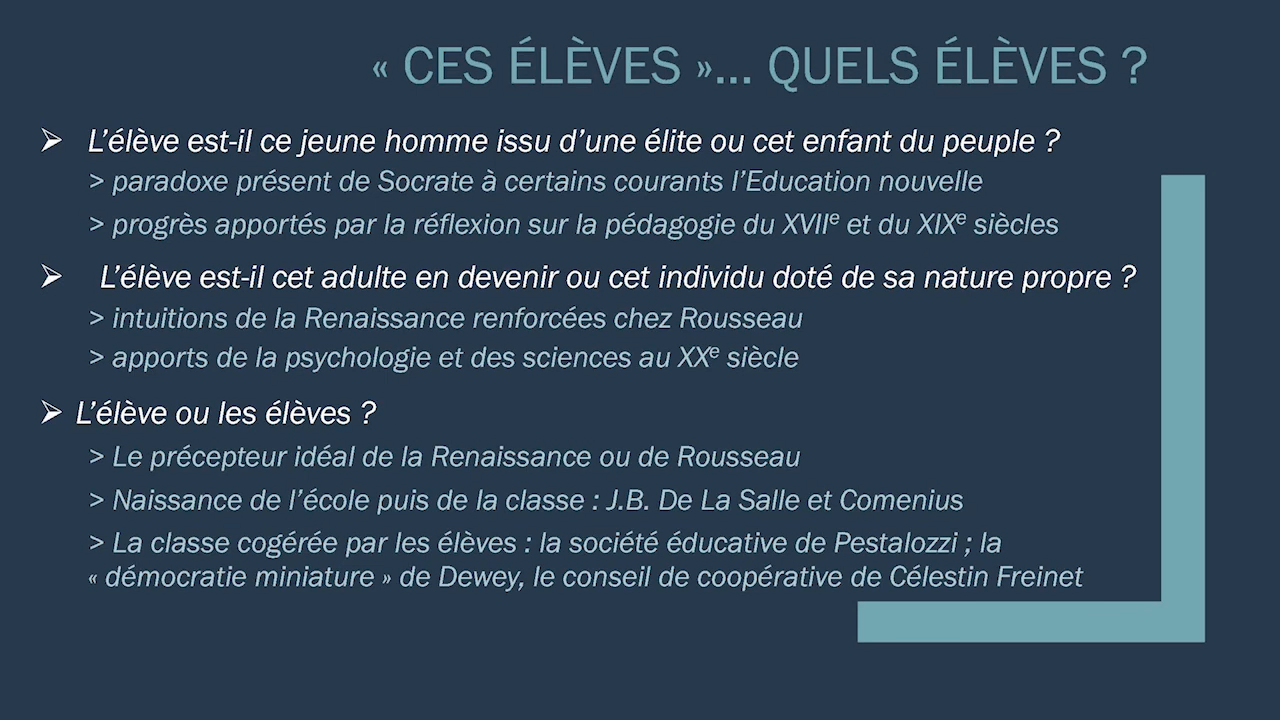 « CES ÉLÈVES »... QUELS ÉLÈVES ?
➢ L’élève est-il ce jeune homme issu d’une élite ou cet enfant du peuple ?
> paradoxe présent de Socrate à certains courants l’Education nouvelle
> progrès apportés par la réflexion sur la pédagogie du XVIIe et du XIXe siècles
➢ L’élève est-il cet adulte en devenir ou cet individu doté de sa nature propre ?
> intuitions de la Renaissance renforcées chez Rousseau
> apports de la psychologie et des sciences au XXe siècle
➢ L’élève ou les élèves ?
> Le précepteur idéal de la Renaissance ou de Rousseau
> Naissance de l’école puis de la classe : J.B. De La Salle et Comenius
> La classe cogérée par les élèves : la société éducative de Pestalozzi ; la
« démocratie miniature » de Dewey, le conseil de coopérative de Célestin Freinet